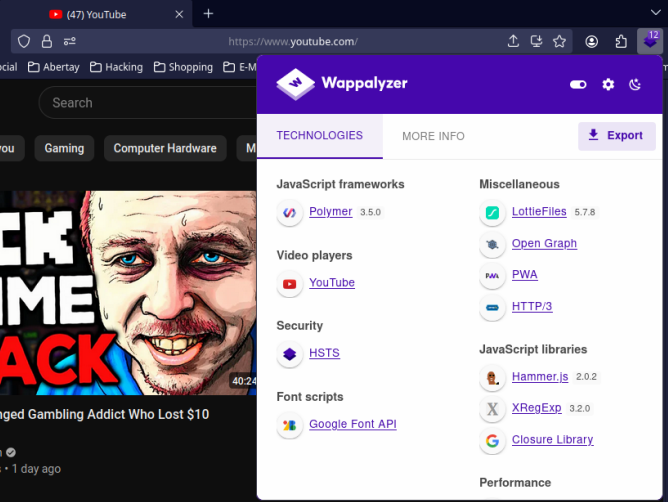 (47) YouTube
https://www.youtube.com/
12
cial
Abertay
Hacking
Shopping
E-M
Search
ou
Gaming
Computer Hardware
M
CK
IME
ACK
40:24
nged Gambling Addict Who Lost $10
• 1 day ago
Wappalyzer
TECHNOLOGIES
MORE INFO
Export
JavaScript frameworks
Polymer 3.5.0
Video players
YouTube
Security
HSTS
Font scripts
Google Font API
Miscellaneous
LottieFiles 5.7.8
Open Graph
PWA
PWA
HTTP/3
JavaScript libraries
Hammer.js 2.0.2
XRegExp 3.2.0
Closure Library
Performance